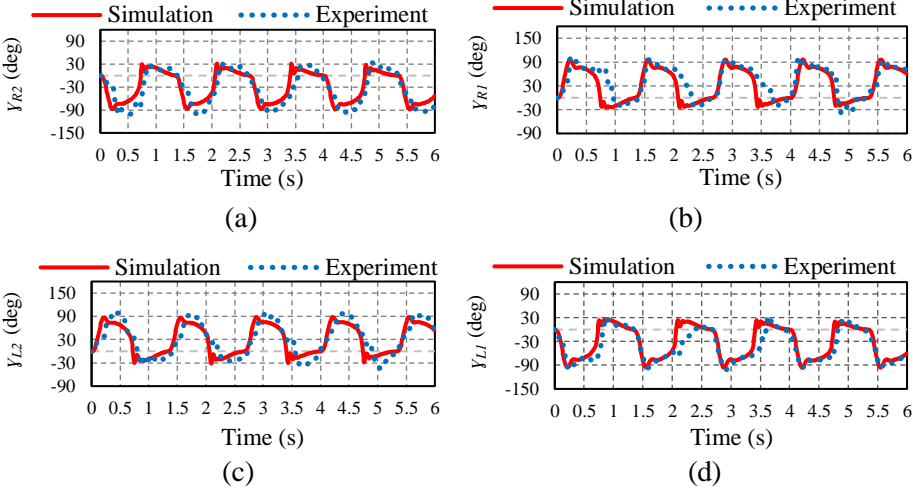 Simulation Experiment
γR2 (deg)
90
30
-30
-90
-150
0 0.5 1 1.5 2 2.5 3 3.5 4 4.5 5 5.5 6
Time (s)
(a)
Simulation Experiment
γR1 (deg)
150
90
30
-30
-90
0 0.5 1 1.5 2 2.5 3 3.5 4 4.5 5 5.5 6
Time (s)
(b)
Simulation Experiment
γL2 (deg)
150
90
30
-30
-90
0 0.5 1 1.5 2 2.5 3 3.5 4 4.5 5 5.5 6
Time (s)
(c)
Simulation Experiment
γL1 (deg)
90
30
-30
-90
-150
0 0.5 1 1.5 2 2.5 3 3.5 4 4.5 5 5.5 6
Time (s)
(d)